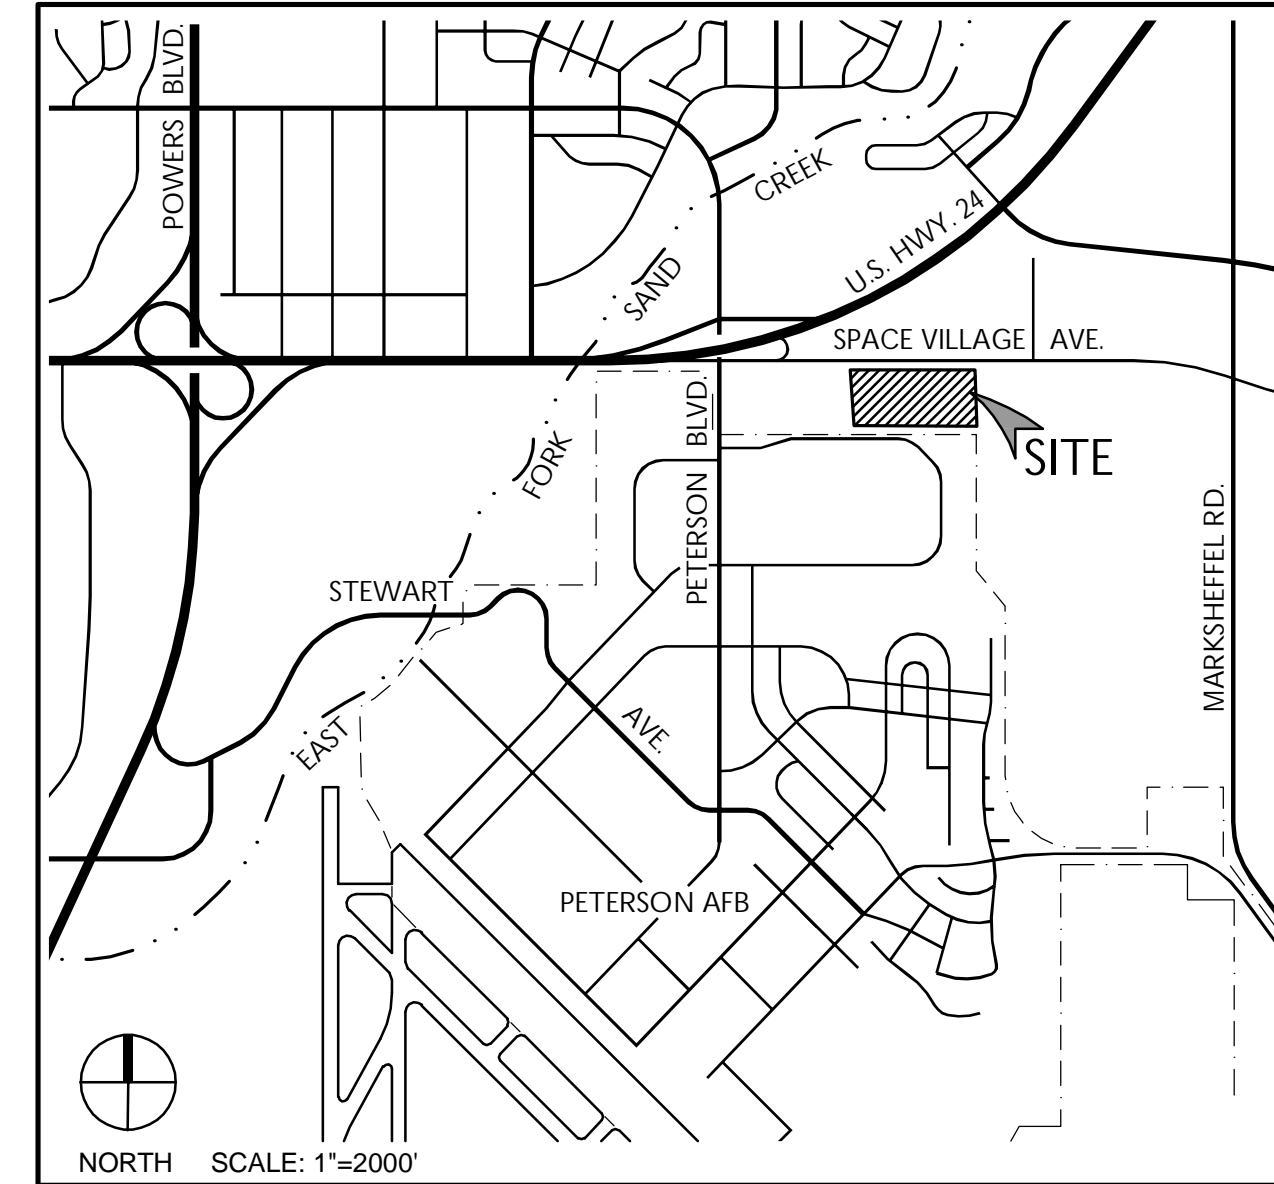 POWERS BLVD.
CREEK
SAND
U.S. HWY. 24
SPACE VILLAGE AVE.
PETERSON BLVD.
FORK
SITE
MARKSHEFFEL RD.
STEWART
AVE.
EAST
PETERSON AFB
NORTH SCALE: 1"=2000'